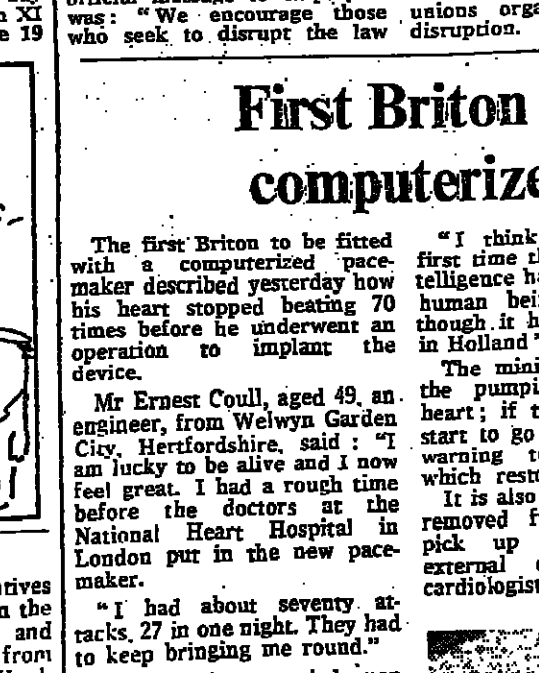 n XI
e 19
was: "We encourage those
who seek to disrupt the law
unions orga
disruption.
First Briton
computerize
The first Briton to be fitted
with a computerized pace-
maker described yesterday how
his heart stopped beating 70
times before he underwent an
operation to implant the
device.
Mr Ernest Coull, aged 49, an
engineer, from Welwyn Garden
City, Hertfordshire, said : "I
am lucky to be alive and I now
feel great. I had a rough time
before the doctors at the
National Heart Hospital in
London put in the new pace-
maker.
"I had about seventy at-
tacks, 27 in one night. They had
to keep bringing me round."
"I think
first time th
telligence ha
human bei
though it h
in Holland"
The mini
the pumpi
heart; if t
start to go
warning t
which resto
It is also
removed f
pick up
external
cardiologist
atives
n the
and
from